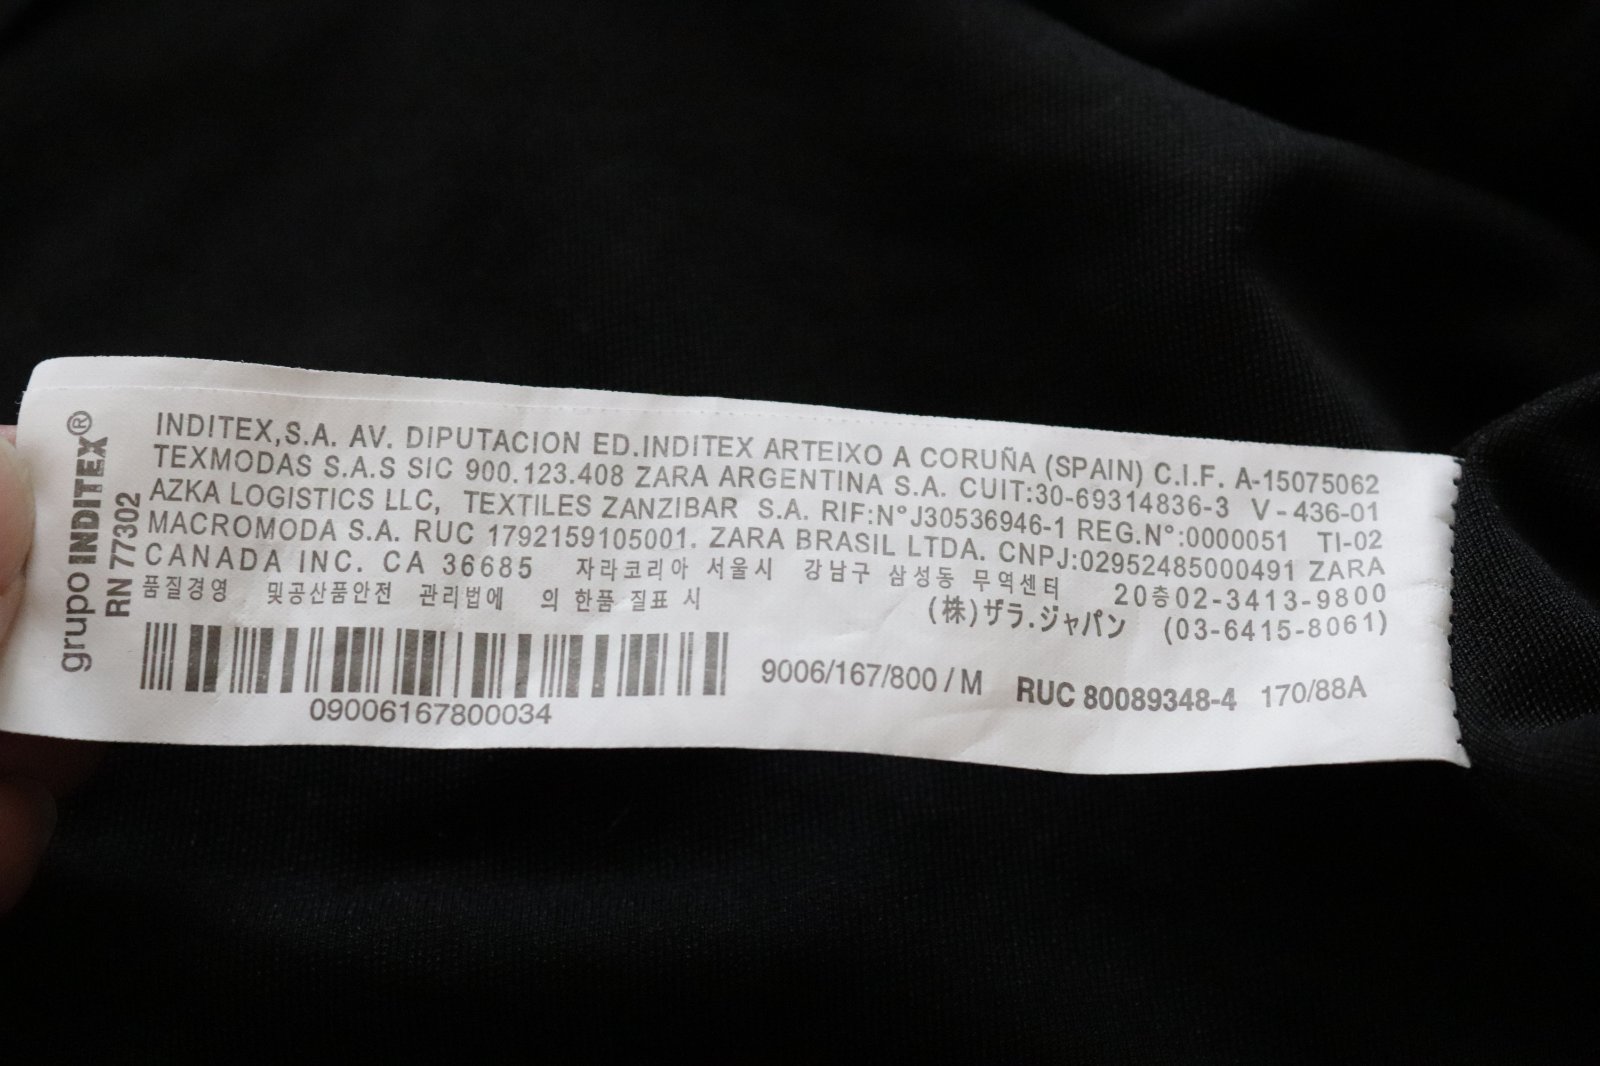 grupo INDITEX®
RN 77302
INDITEX,S.A. AV. DIPUTACION ED.INDITEX ARTEIXO A CORUÑA (SPAIN) C.I.F. A-15075062
TEXMODAS S.A.S SIC 900.123.408 ZARA ARGENTINA S.A. CUIT:30-69314836-3 V-436-01
AZKA LOGISTICS LLC, TEXTILES ZANZIBAR S.A. RIF:N°J30536946-1 REG.N°:0000051 TI-02
MACROMODA S.A. RUC 1792159105001. ZARA BRASIL LTDA. CNPJ:02952485000491 ZARA
CANADA INC. CA 36685 자라코리아 서울시 강남구 삼성동 무역센터 20층02-3413-9800
품질경영 및공산품안전 관리법에 의 한품 질표 시 (株)ザラ.ジャパン (03-6415-8061)
09006167800034
9006/167/800 / M RUC 80089348-4 170/88A